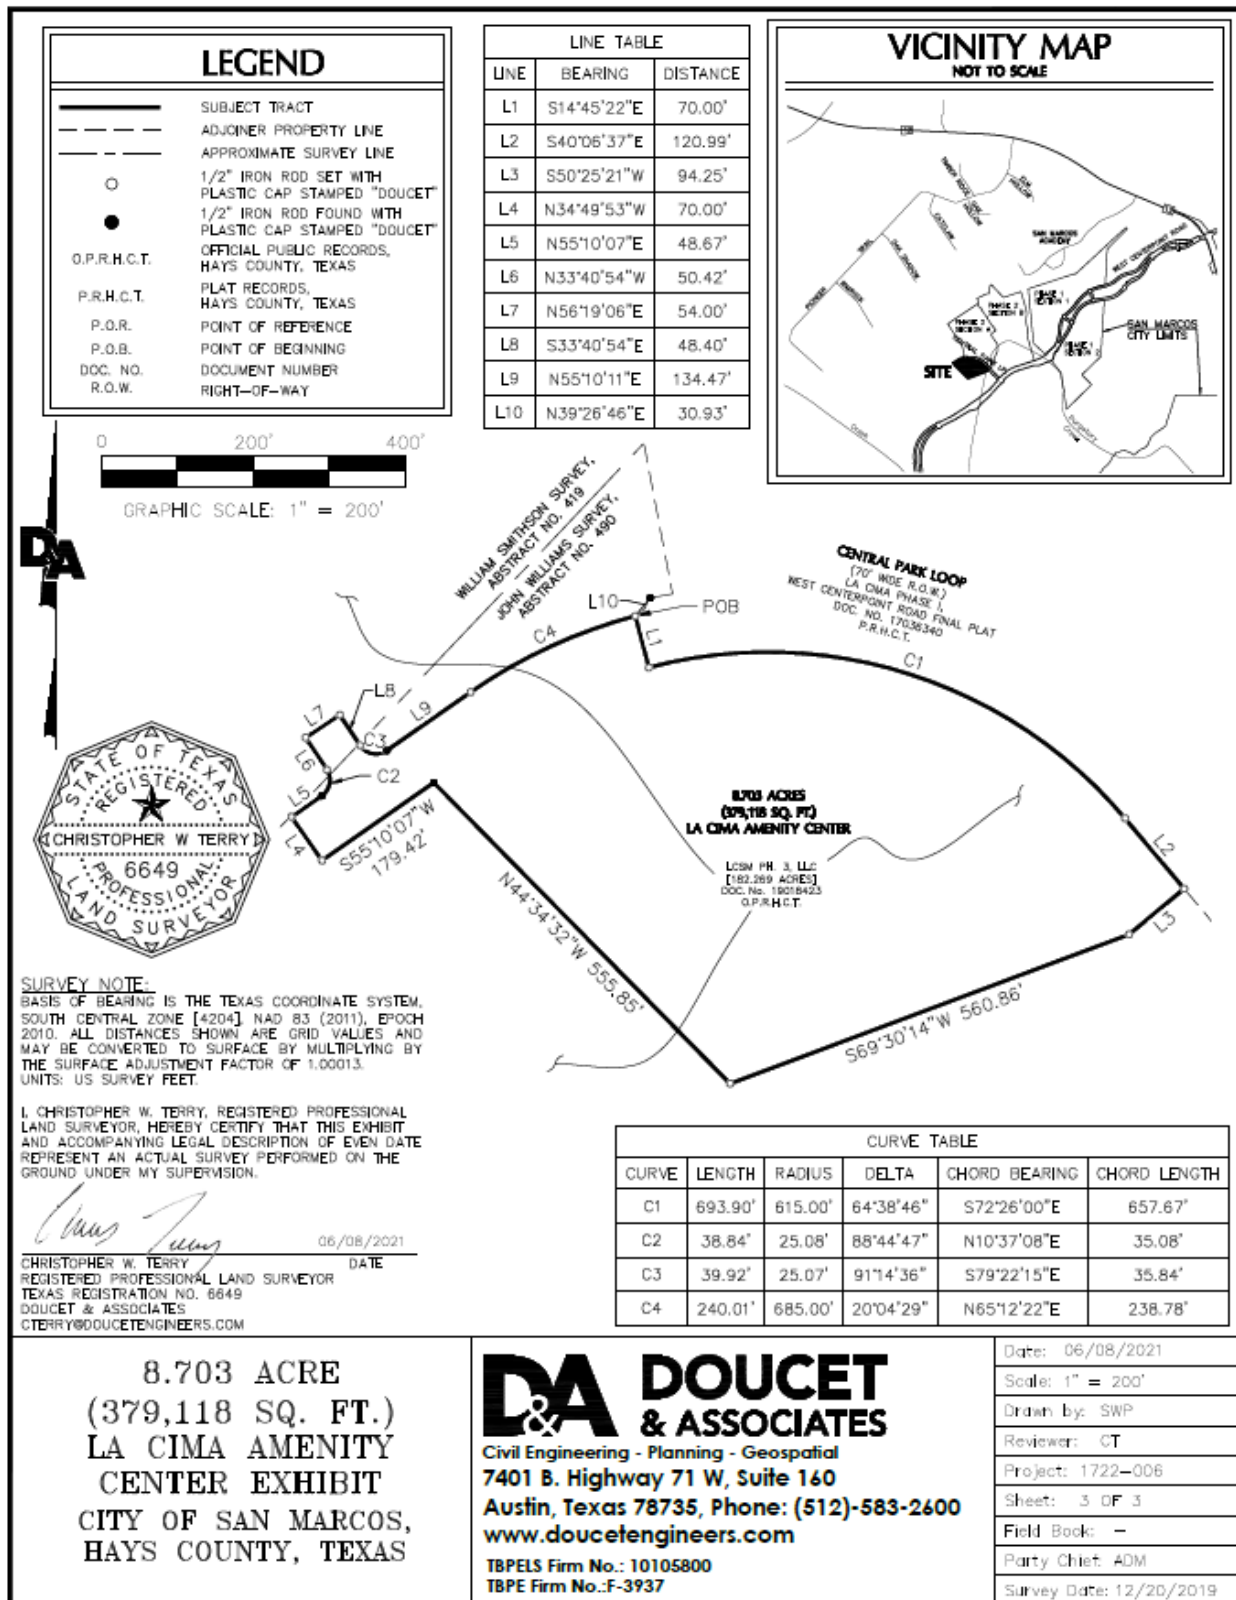 LEGEND
SUBJECT TRACT
ADJOINER PROPERTY LINE
APPROXIMATE SURVEY LINE
1/2" IRON ROD SET WITH
PLASTIC CAP STAMPED "DOUCET"
1/2" IRON ROD FOUND WITH
PLASTIC CAP STAMPED "DOUCET"
O.P.R.H.C.T. OFFICIAL PUBLIC RECORDS,
HAYS COUNTY, TEXAS
P.R.H.C.T. PLAT RECORDS,
HAYS COUNTY, TEXAS
P.O.R. POINT OF REFERENCE
P.O.B. POINT OF BEGINNING
DOC. NO. DOCUMENT NUMBER
R.O.W. RIGHT-OF-WAY
LINE TABLE
LINE BEARING DISTANCE
L1 S14°45'22"E 70.00'
L2 S40°06'37"E 120.99'
L3 S50°25'21"W 94.25'
L4 N34°49'53"W 70.00'
L5 N55°10'07"E 48.67'
L6 N33°40'54"W 50.42'
L7 N56°19'06"E 54.00'
L8 S33°40'54"E 48.40'
L9 N55°10'11"E 134.47'
L10 N39°26'46"E 30.93'
VICINITY MAP
NOT TO SCALE
SAN MARCOS
ACADEMY
WEST CENTERPOINT ROAD
PHASE 2
SECTION B
PHASE 1
SECTION 1
PHASE 2
SECTION A
PHASE 1
SECTION 2
SAN MARCOS
CITY LIMITS
SITE
0 200' 400'
GRAPHIC SCALE: 1" = 200'
D&A
WILLIAM SMITHSON SURVEY,
ABSTRACT NO. 419
JOHN WILLIAMS SURVEY,
ABSTRACT NO. 490
CENTRAL PARK LOOP
(70' WIDE R.O.W.)
LA CIMA PHASE I,
WEST CENTERPOINT ROAD FINAL PLAT
DOC. NO. 17036340
P.R.H.C.T.
L10
POB
C4
L1
C1
L8
L7
L9
C3
L6
C2
L5
L4
S55°10'07"W
179.42'
8.703 ACRES
(379,118 SQ. FT.)
LA CIMA AMENITY CENTER
LCSM PH. 3, LLC
[182.269 ACRES]
DOC. No. 19018423
O.P.R.H.C.T.
L2
L3
N44°34'32"W 555.85'
S69°30'14"W 560.86'
STATE OF TEXAS
REGISTERED
CHRISTOPHER W TERRY
6649
PROFESSIONAL
LAND SURVEYOR
SURVEY NOTE:
BASIS OF BEARING IS THE TEXAS COORDINATE SYSTEM,
SOUTH CENTRAL ZONE [4204], NAD 83 (2011), EPOCH
2010. ALL DISTANCES SHOWN ARE GRID VALUES AND
MAY BE CONVERTED TO SURFACE BY MULTIPLYING BY
THE SURFACE ADJUSTMENT FACTOR OF 1.00013.
UNITS: US SURVEY FEET.
I, CHRISTOPHER W. TERRY, REGISTERED PROFESSIONAL
LAND SURVEYOR, HEREBY CERTIFY THAT THIS EXHIBIT
AND ACCOMPANYING LEGAL DESCRIPTION OF EVEN DATE
REPRESENT AN ACTUAL SURVEY PERFORMED ON THE
GROUND UNDER MY SUPERVISION.
Chris Terry
06/08/2021
CHRISTOPHER W. TERRY DATE
REGISTERED PROFESSIONAL LAND SURVEYOR
TEXAS REGISTRATION NO. 6649
DOUCET & ASSOCIATES
CTERRY@DOUCETENGINEERS.COM
CURVE TABLE
CURVE LENGTH RADIUS DELTA CHORD BEARING CHORD LENGTH
C1 693.90' 615.00' 64°38'46" S72°26'00"E 657.67'
C2 38.84' 25.08' 88°44'47" N10°37'08"E 35.08'
C3 39.92' 25.07' 91°14'36" S79°22'15"E 35.84'
C4 240.01' 685.00' 20°04'29" N65°12'22"E 238.78'
8.703 ACRE
(379,118 SQ. FT.)
LA CIMA AMENITY
CENTER EXHIBIT
CITY OF SAN MARCOS,
HAYS COUNTY, TEXAS
D&A DOUCET
& ASSOCIATES
Civil Engineering - Planning - Geospatial
7401 B. Highway 71 W, Suite 160
Austin, Texas 78735, Phone: (512)-583-2600
www.doucetengineers.com
TBPELS Firm No.: 10105800
TBPE Firm No.:F-3937
Date: 06/08/2021
Scale: 1" = 200'
Drawn by: SWP
Reviewer: CT
Project: 1722-006
Sheet: 3 OF 3
Field Book: -
Party Chief: ADM
Survey Date: 12/20/2019